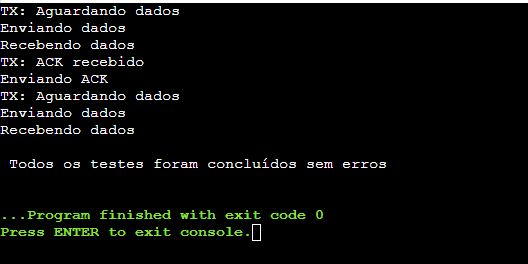 TX: Aguardando dados
Enviando dados
Recebendo dados
TX: ACK recebido
Enviando ACK
TX: Aguardando dados
Enviando dados
Recebendo dados
Todos os testes foram concluídos sem erros
...Program finished with exit code 0
Press ENTER to exit console.